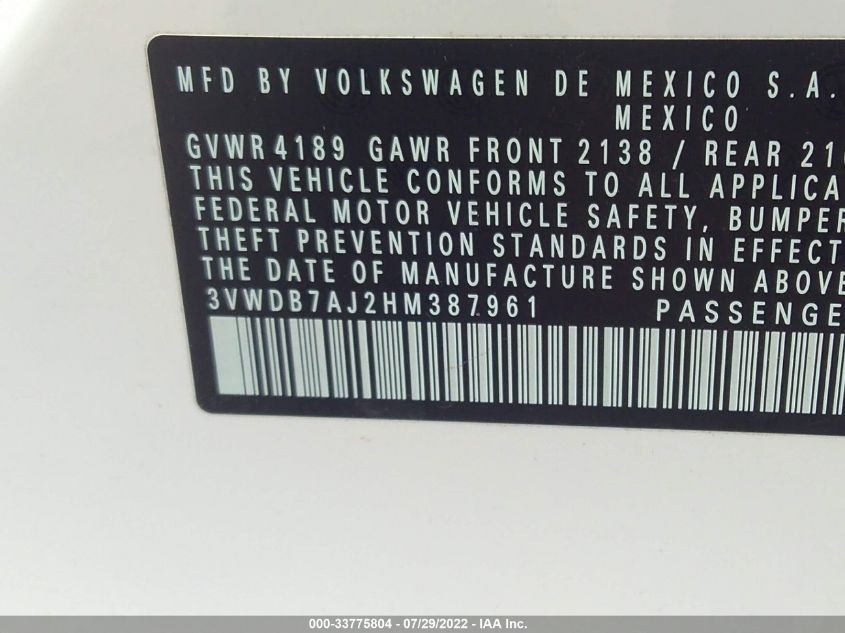 MFD BY VOLKSWAGEN DE MEXICO S.A.
MEXICO
GVWR 4189 GAWR FRONT 2138 / REAR
THIS VEHICLE CONFORMS TO ALL
FEDERAL MOTOR VEHICLE SAFETY, BUMPER
THEFT PREVENTION STANDARDS IN EFFECT
THE DATE OF MANUFACTURE SHOWN ABOVE
3VWDB7AJ2HM387961
000-33775804 - 07/29/2022 - IAA Inc.